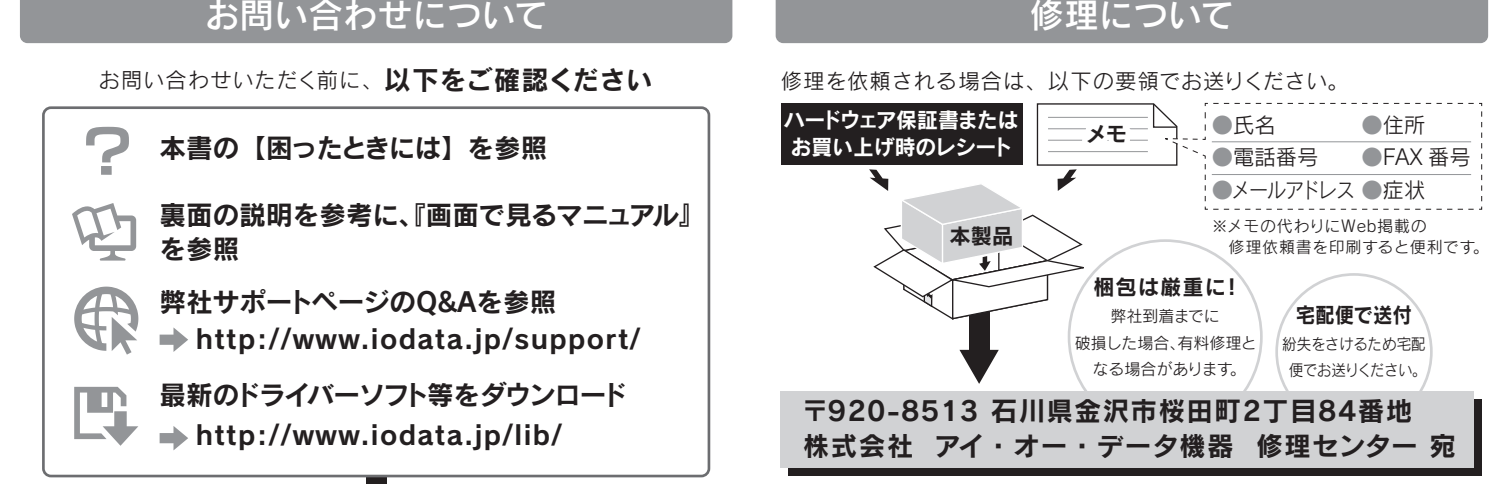 お問い合わせについて
お問い合わせいただく前に、以下をご確認ください
?
本書の【困ったときには】を参照
裏面の説明を参考に、『画面で見るマニュアル』
を参照
弊社サポートページのQ&Aを参照
http://www.iodata.jp/support/
最新のドライバーソフト等をダウンロード
http://www.iodata.jp/lib/
修理について
修理を依頼される場合は、以下の要領でお送りください。
ハードウェア保証書または
お買い上げ時のレシート
メモ
●氏名 ●住所
●電話番号 ●FAX 番号
●メールアドレス ●症状
※メモの代わりにWeb掲載の
修理依頼書を印刷すると便利です。
本製品
梱包は厳重に!
弊社到着までに
破損した場合、有料修理と
なる場合があります。
宅配便で送付
紛失をさけるため宅配
便でお送りください。
〒920-8513 石川県金沢市桜田町2丁目84番地
株式会社 アイ・オー・データ機器 修理センター 宛